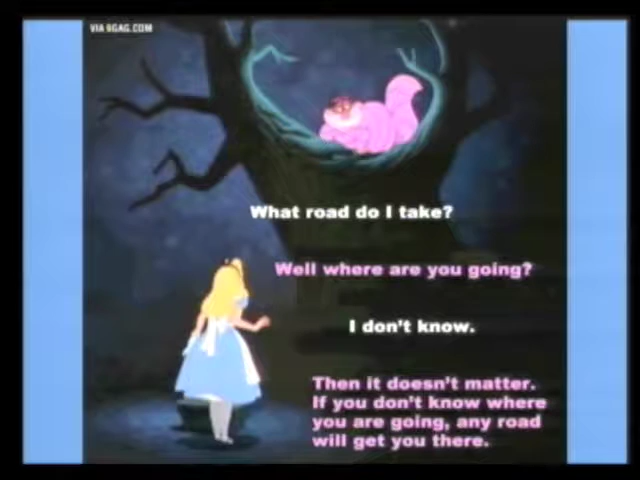 VIA 9GAG.COM
What road do I take?
Well where are you going?
I don't know.
Then it doesn't matter.
If you don't know where
you are going, any road
will get you there.